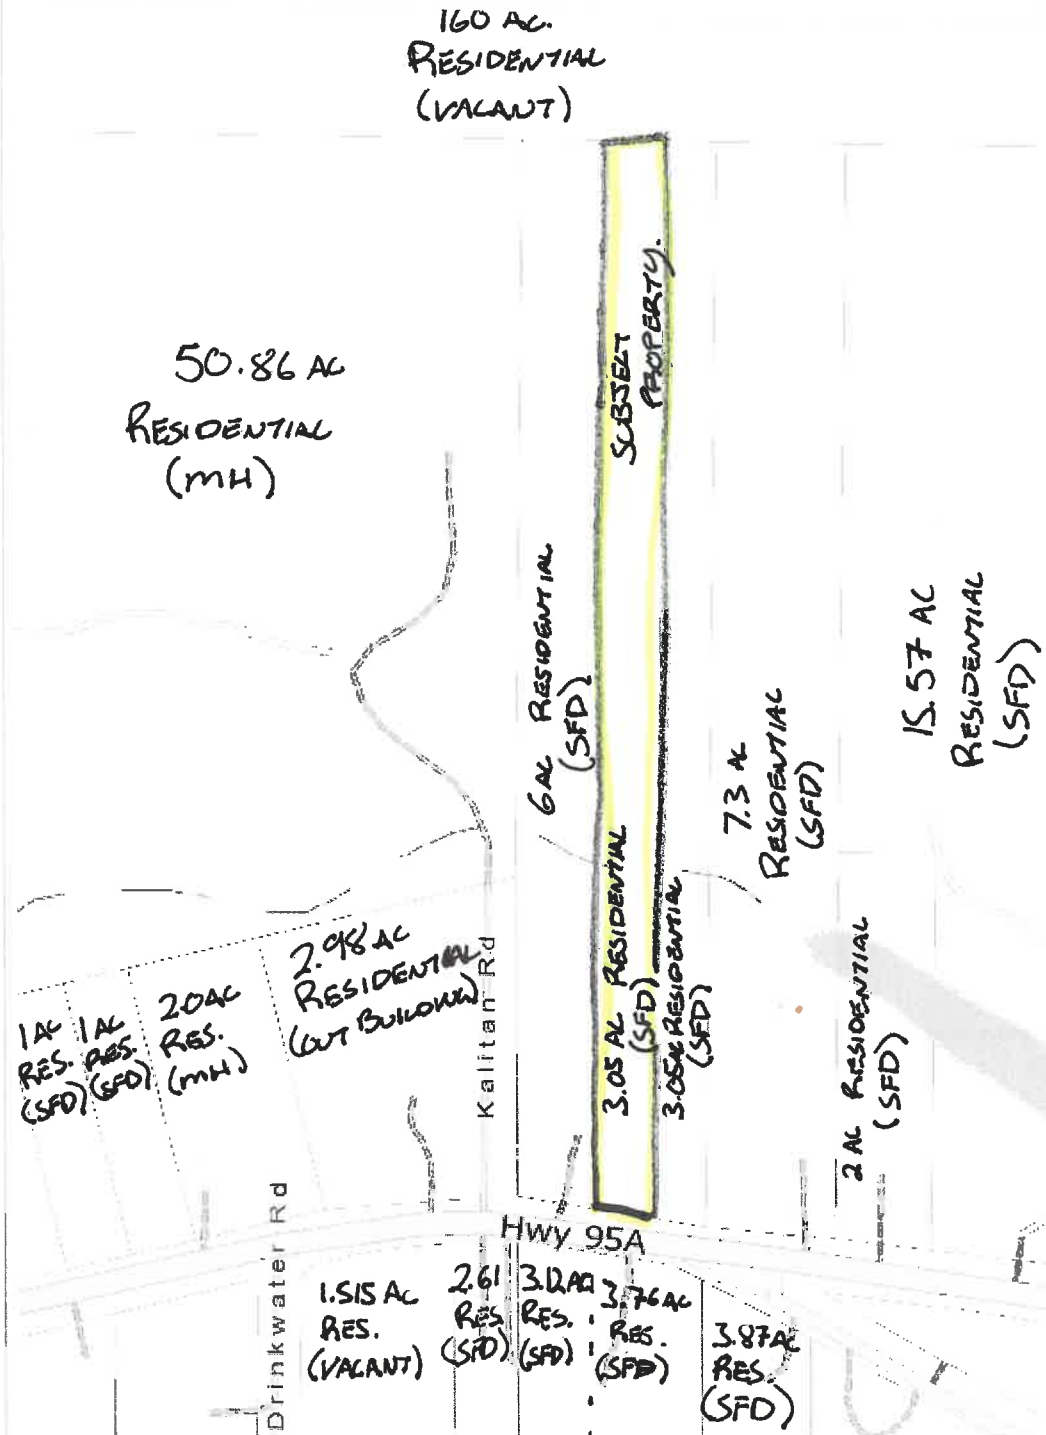 160 AC.
RESIDENTIAL
(VACANT)
SUBJECT
PROPERTY.
50.86 AC
RESIDENTIAL
(MH)
6 AC RESIDENTIAL
(SFD)
15.57 AC
RESIDENTIAL
(SFD)
7.3 AC
RESIDENTIAL
(SFD)
3.05 AC RESIDENTIAL
(SFD)
3.05 AC RESIDENTIAL
(SFD)
2 AC RESIDENTIAL
(SFD)
1 AC
RES.
(SFD)
1 AC
RES.
(SFD)
2.0 AC
RES.
(MH)
2.98 AC
RESIDENTIAL
(OUT BUILDING)
Kalitan Rd
Drinkwater Rd
Hwy 95A
1.515 AC
RES.
(VACANT)
2.61
RES.
(SFD)
3.12 AC
RES.
(SFD)
3.76 AC
RES.
(SFD)
3.87 AC
RES.
(SFD)